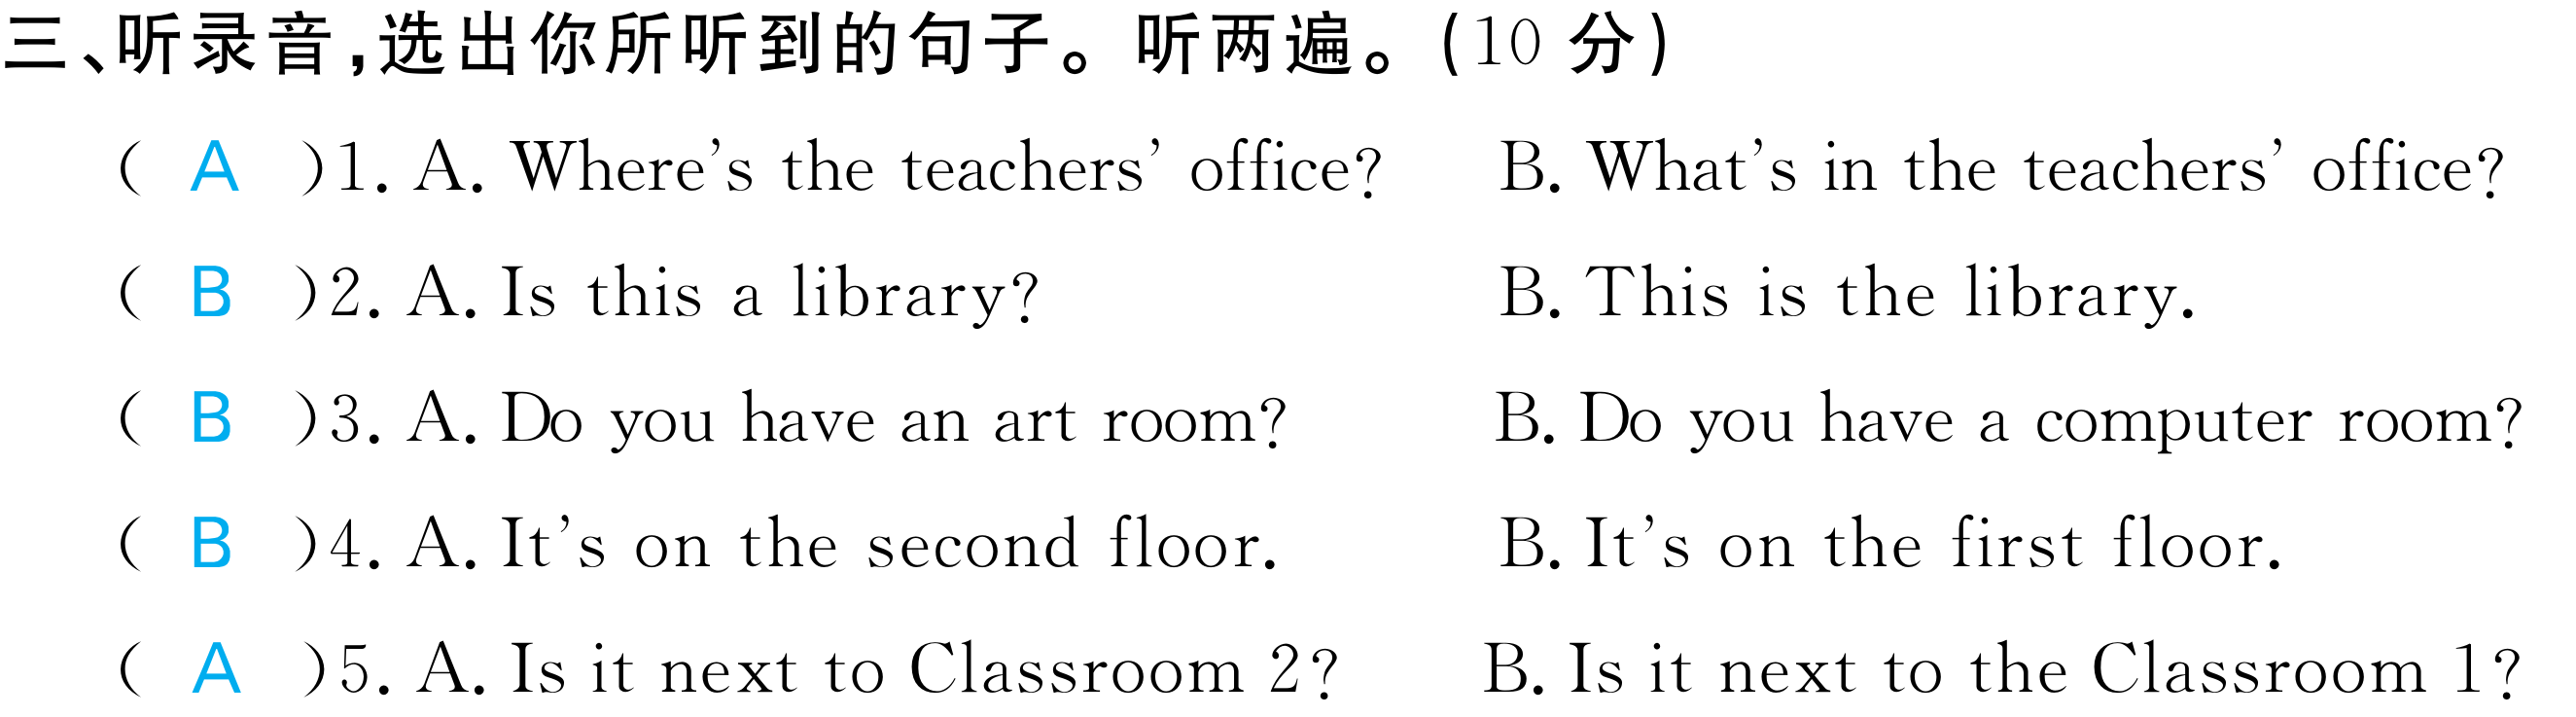 三、听录音,选出你所听到的句子。听两遍。(10 分)
( A )1. A. Where's the teachers' office? B. What's in the teachers' office?
( B )2. A. Is this a library? B. This is the library.
( B )3. A. Do you have an art room? B. Do you have a computer room?
( B )4. A. It's on the second floor. B. It's on the first floor.
( A )5. A. Is it next to Classroom 2? B. Is it next to the Classroom 1?